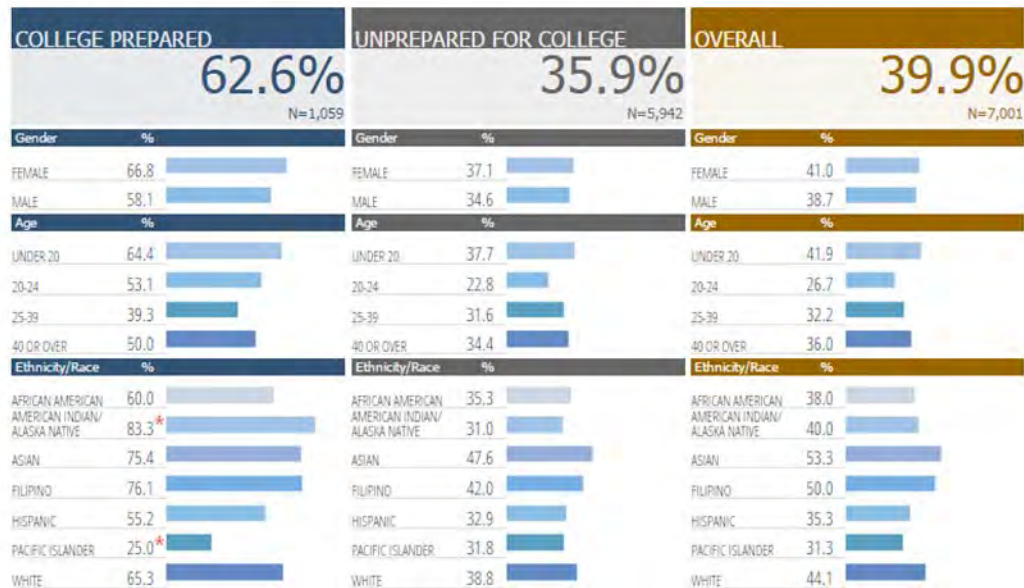 COLLEGE PREPARED
62.6%
N=1,059
Gender %
FEMALE 66.8
MALE 58.1
Age %
UNDER 20 64.4
20-24 53.1
25-39 39.3
40 OR OVER 50.0
Ethnicity/Race %
AFRICAN AMERICAN 60.0
AMERICAN INDIAN/
ALASKA NATIVE 83.3*
ASIAN 75.4
FILIPINO 76.1
HISPANIC 55.2
PACIFIC ISLANDER 25.0*
WHITE 65.3
UNPREPARED FOR COLLEGE
35.9%
N=5,942
Gender %
FEMALE 37.1
MALE 34.6
Age %
UNDER 20 37.7
20-24 22.8
25-39 31.6
40 OR OVER 34.4
Ethnicity/Race %
AFRICAN AMERICAN 35.3
AMERICAN INDIAN/
ALASKA NATIVE 31.0
ASIAN 47.6
FILIPINO 42.0
HISPANIC 32.9
PACIFIC ISLANDER 31.8
WHITE 38.8
OVERALL
39.9%
N=7,001
Gender %
FEMALE 41.0
MALE 38.7
Age %
UNDER 20 41.9
20-24 26.7
25-39 32.2
40 OR OVER 36.0
Ethnicity/Race %
AFRICAN AMERICAN 38.0
AMERICAN INDIAN/
ALASKA NATIVE 40.0
ASIAN 53.3
FILIPINO 50.0
HISPANIC 35.3
PACIFIC ISLANDER 31.3
WHITE 44.1